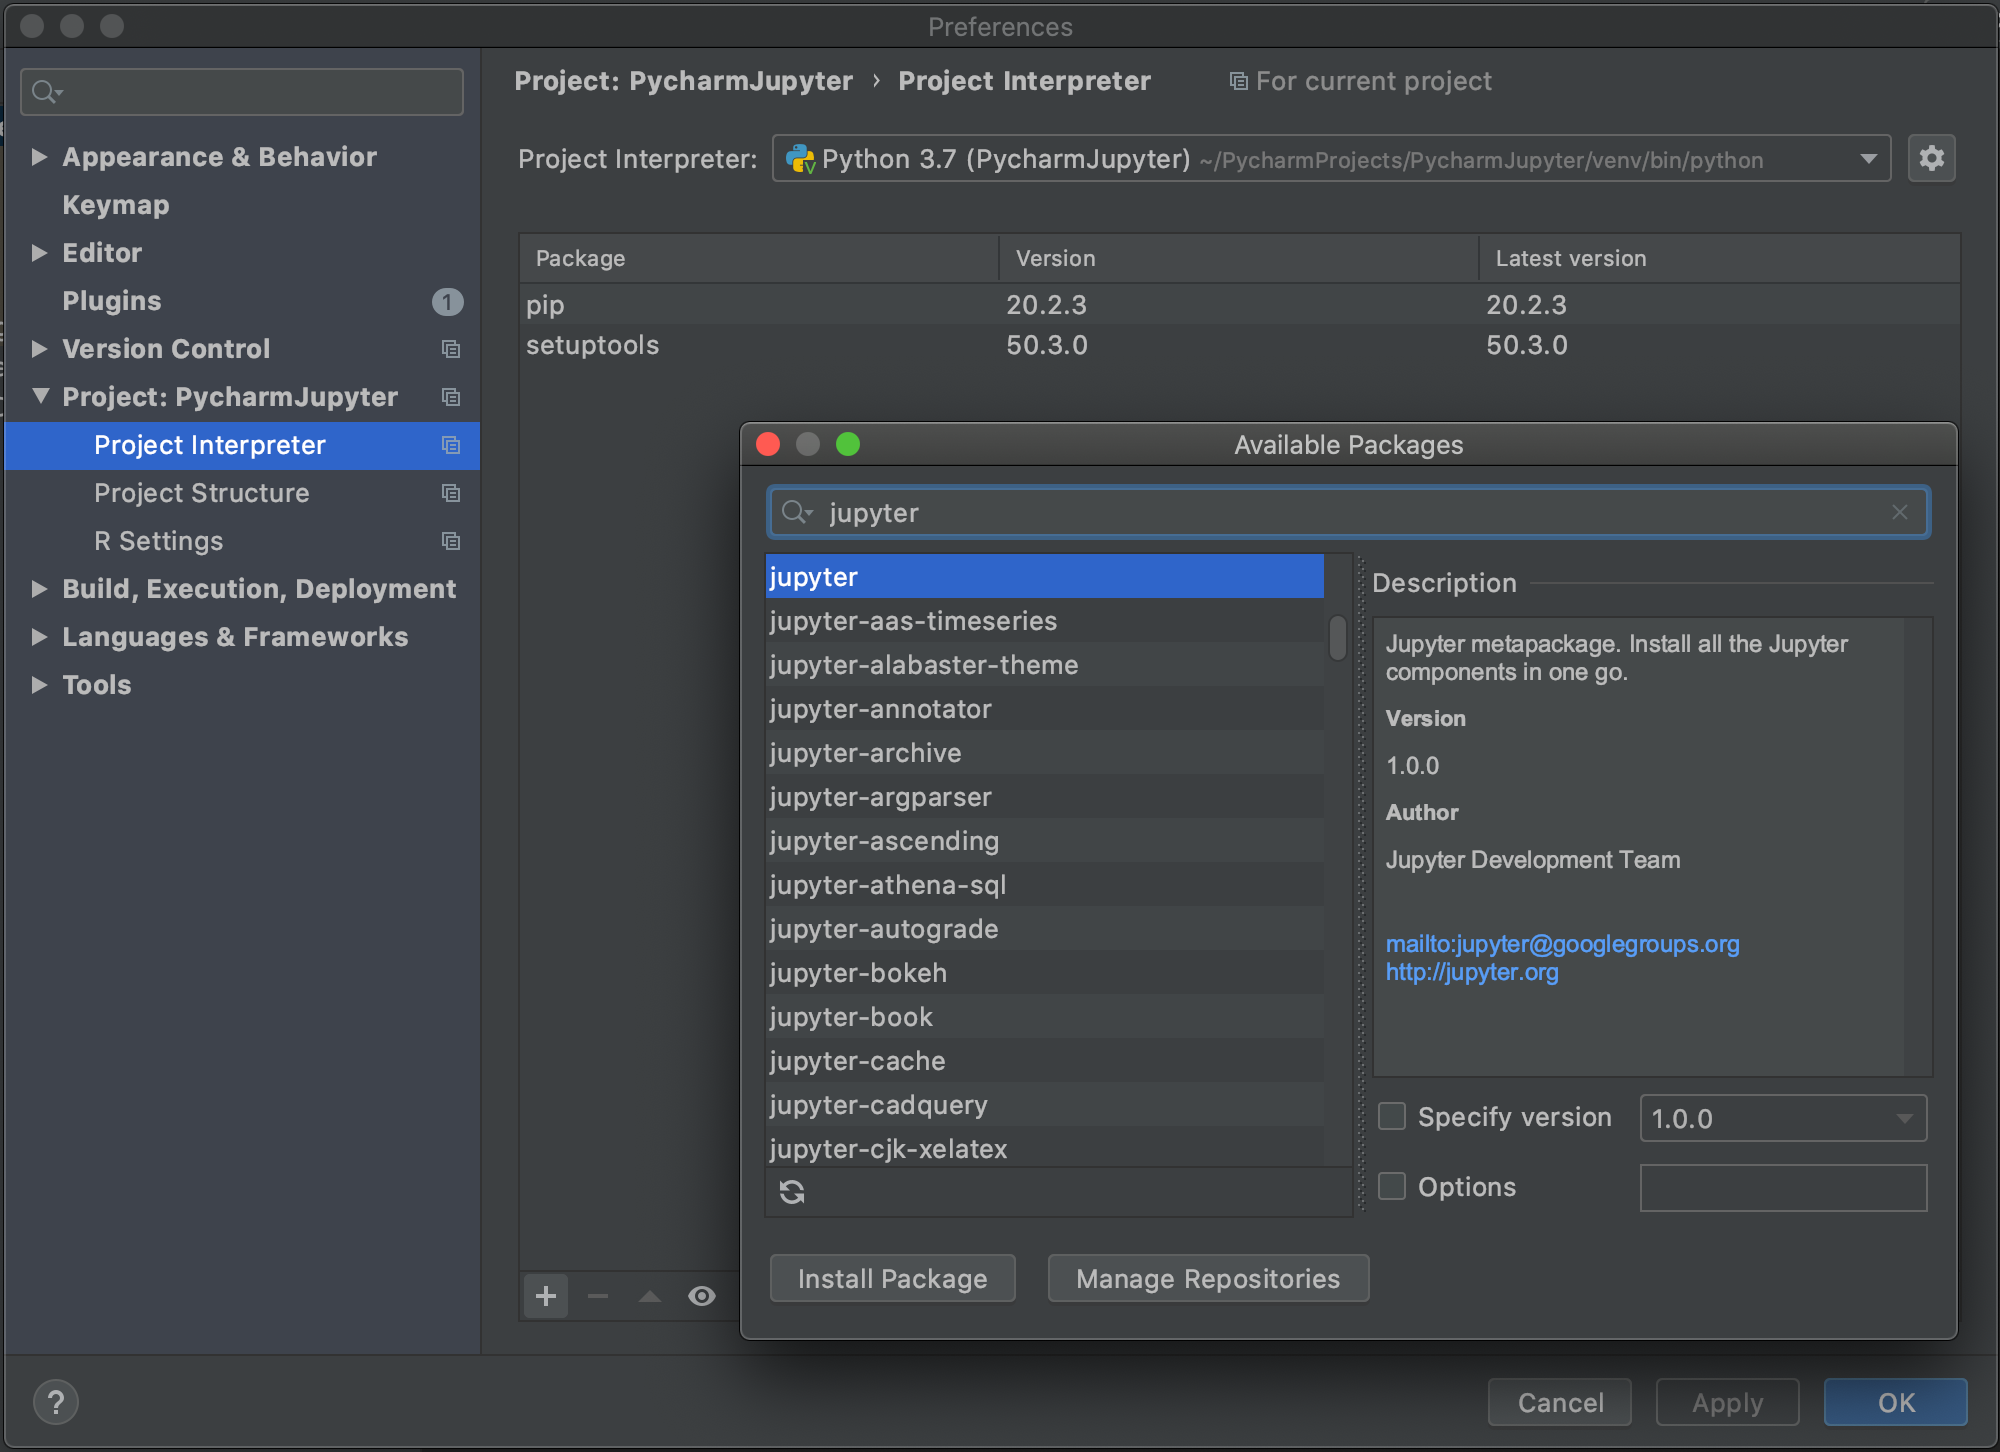 Preferences
Appearance & Behavior
Keymap
Editor
Plugins 1
Version Control
Project: PycharmJupyter
Project Interpreter
Project Structure
R Settings
Build, Execution, Deployment
Languages & Frameworks
Tools
Project: PycharmJupyter › Project Interpreter For current project
Project Interpreter: Python 3.7 (PycharmJupyter) ~/PycharmProjects/PycharmJupyter/venv/bin/python
Package Version Latest version
pip 20.2.3 20.2.3
setuptools 50.3.0 50.3.0
Available Packages
jupyter
jupyter
jupyter-aas-timeseries
jupyter-alabaster-theme
jupyter-annotator
jupyter-archive
jupyter-argparser
jupyter-ascending
jupyter-athena-sql
jupyter-autograde
jupyter-bokeh
jupyter-book
jupyter-cache
jupyter-cadquery
jupyter-cjk-xelatex
Description
Jupyter metapackage. Install all the Jupyter
components in one go.
Version
1.0.0
Author
Jupyter Development Team
mailto:jupyter@googlegroups.org
http://jupyter.org
Specify version 1.0.0
Options
Install Package Manage Repositories
? Cancel Apply OK